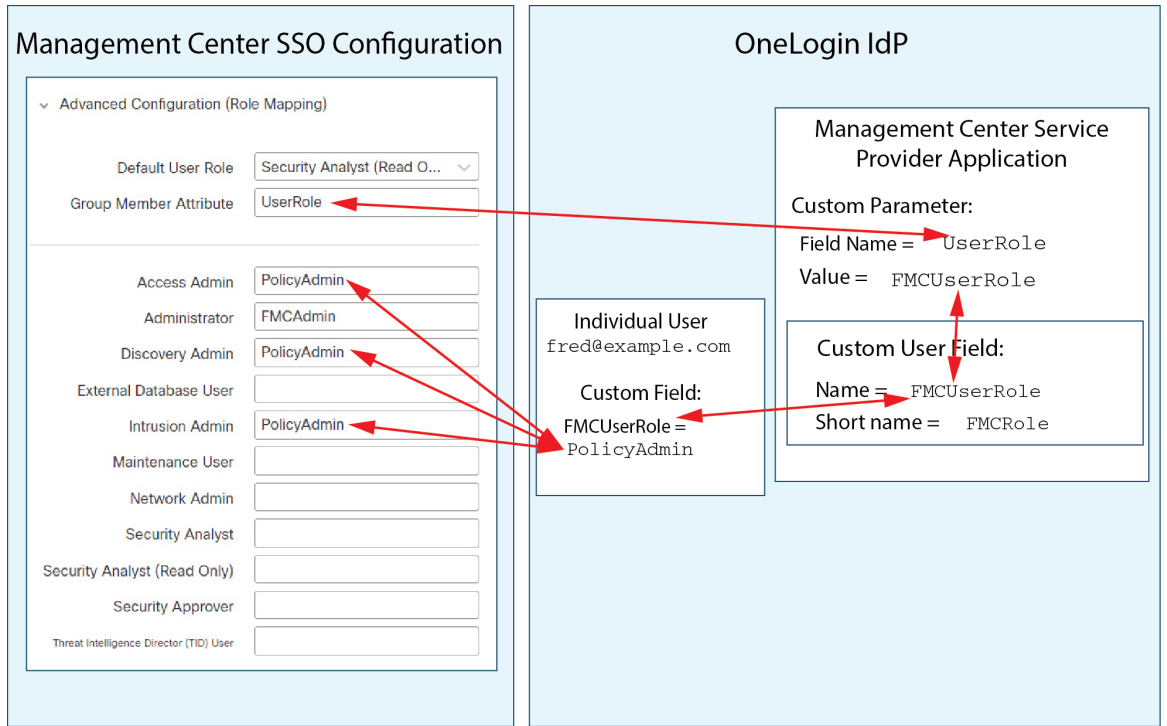 Management Center SSO Configuration
Advanced Configuration (Role Mapping)
Default User Role Security Analyst (Read O...
Group Member Attribute UserRole
Access Admin PolicyAdmin
Administrator FMCAdmin
Discovery Admin PolicyAdmin
External Database User
Intrusion Admin PolicyAdmin
Maintenance User
Network Admin
Security Analyst
Security Analyst (Read Only)
Security Approver
Threat Intelligence Director (TID) User
OneLogin IdP
Individual User
fred@example.com
Custom Field:
FMCUserRole =
PolicyAdmin
Management Center Service
Provider Application
Custom Parameter:
Field Name = UserRole
Value = FMCUserRole
Custom User Field:
Name = FMCUserRole
Short name = FMCRole